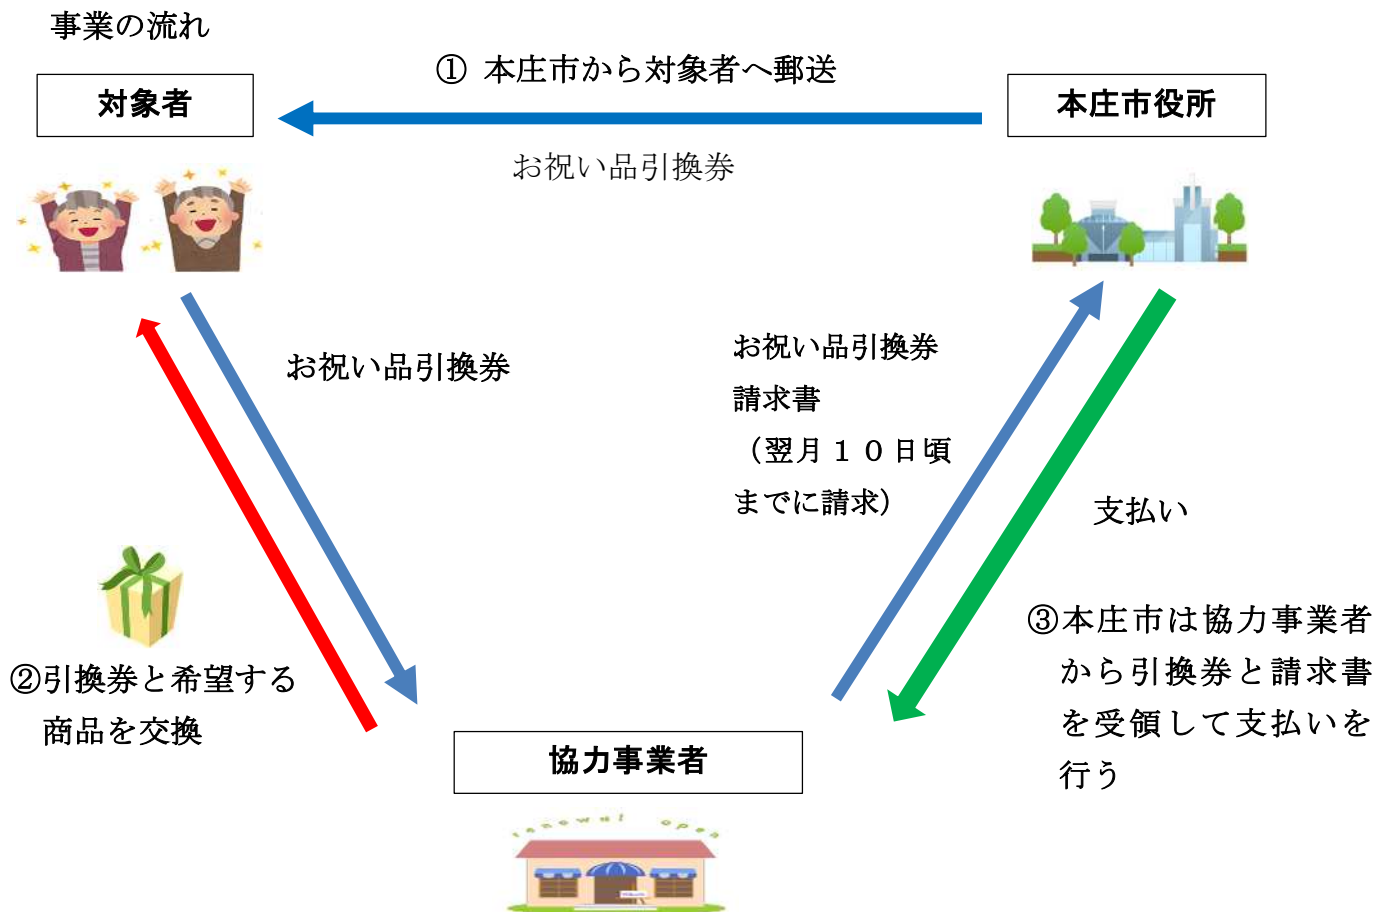 事業の流れ
① 本庄市から対象者へ郵送
対象者
本庄市役所
お祝い品引換券
お祝い品引換券
お祝い品引換券
請求書
（翌月１０日頃
までに請求）
支払い
②引換券と希望する
商品を交換
③本庄市は協力事業者
から引換券と請求書
を受領して支払いを
行う
協力事業者
renewal open